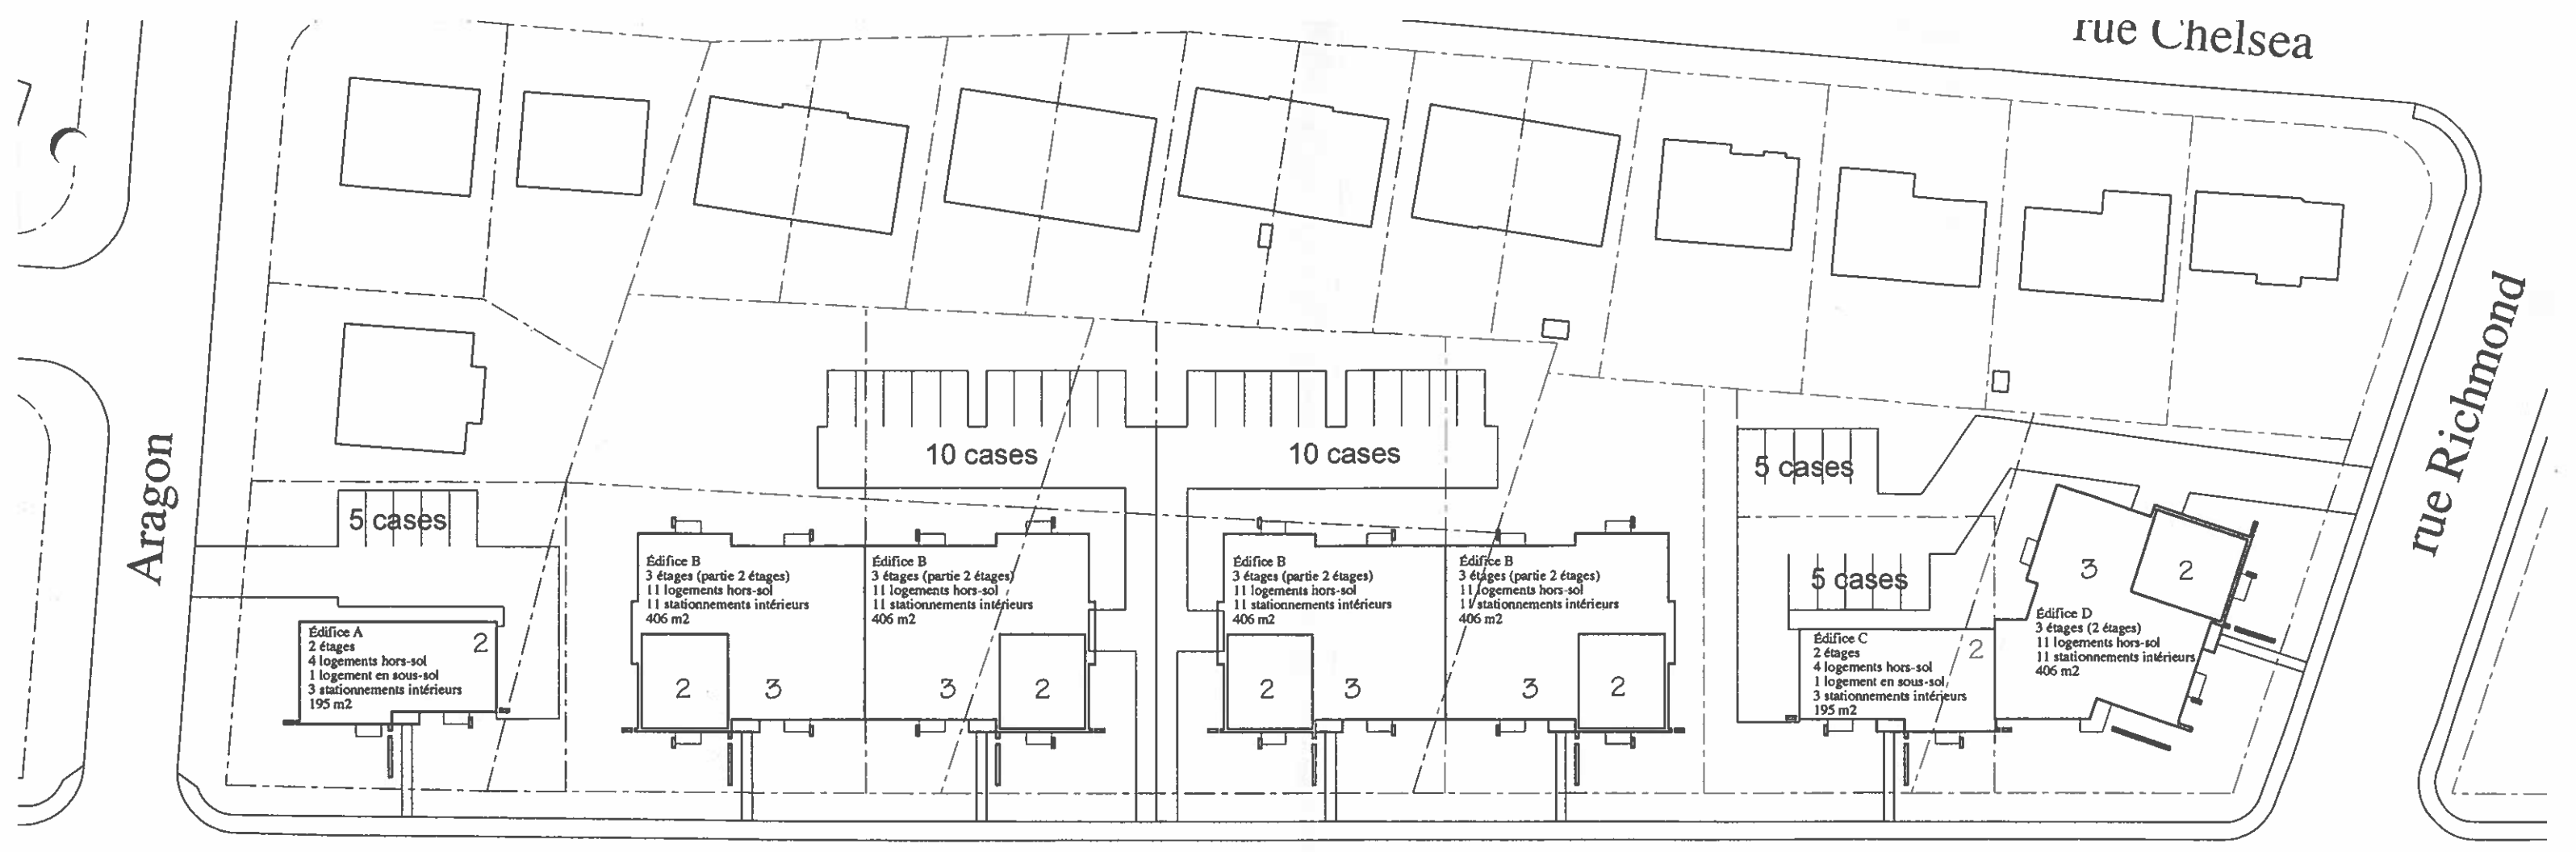 rue Chelsea
rue Richmond
Aragon
10 cases
10 cases
5 cases
5 cases
5 cases
Édifice A
2 étages
4 logements hors-sol
1 logement en sous-sol
3 stationnements intérieurs
195 m2
2
Édifice B
3 étages (partie 2 étages)
11 logements hors-sol
11 stationnements intérieurs
406 m2
2
3
Édifice B
3 étages (partie 2 étages)
11 logements hors-sol
11 stationnements intérieurs
406 m2
3
2
Édifice B
3 étages (partie 2 étages)
11 logements hors-sol
11 stationnements intérieurs
406 m2
2
3
Édifice B
3 étages (partie 2 étages)
11 logements hors-sol
11 stationnements intérieurs
406 m2
3
2
Édifice C
2 étages
4 logements hors-sol
1 logement en sous-sol
3 stationnements intérieurs
195 m2
2
3
2
Édifice D
3 étages (2 étages)
11 logements hors-sol
11 stationnements intérieurs
406 m2